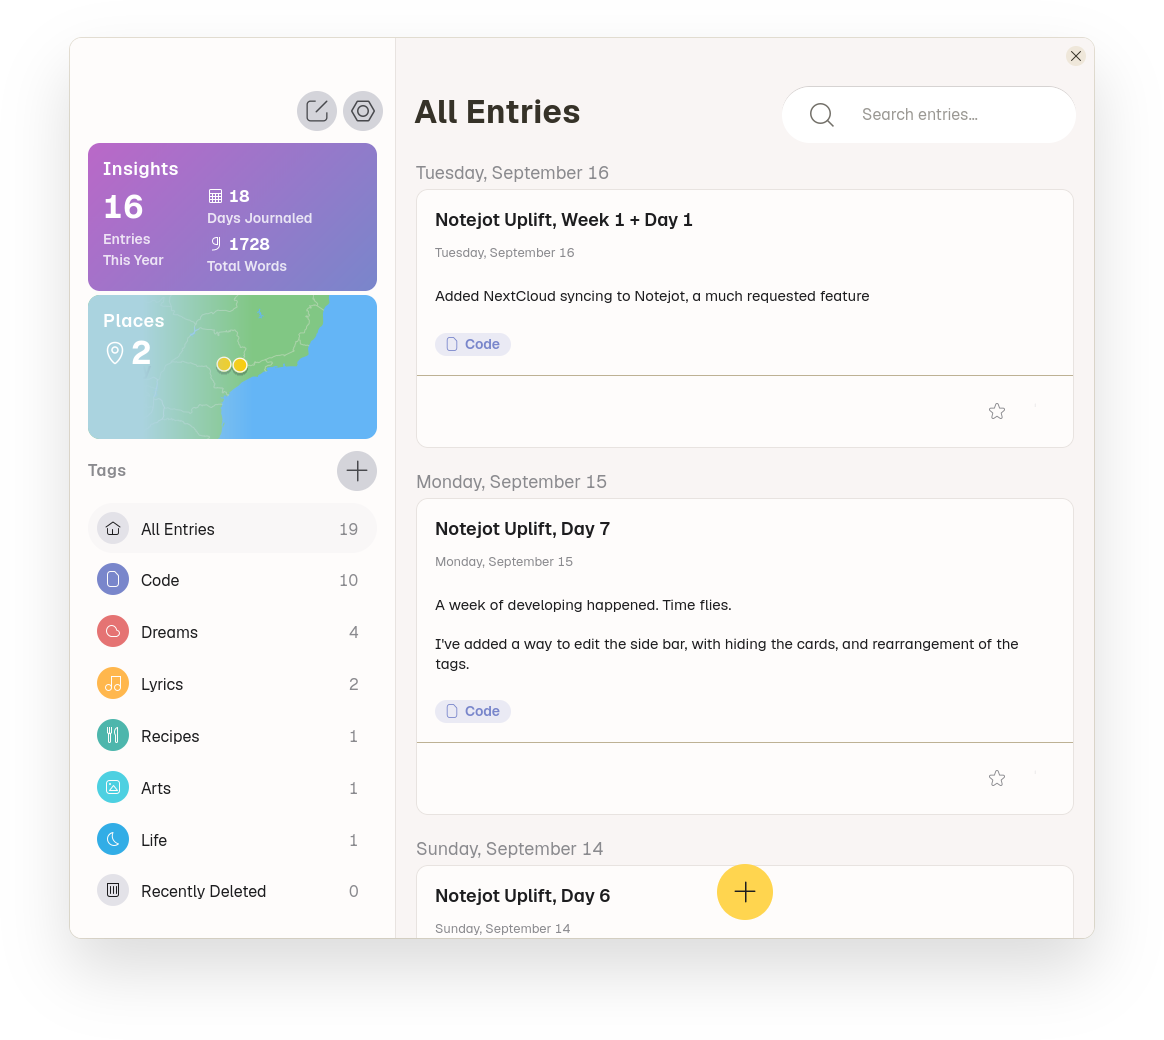 Insights
16
Entries
This Year
18
Days Journaled
1728
Total Words
Places
2
Tags
All Entries 19
Code 10
Dreams 4
Lyrics 2
Recipes 1
Arts 1
Life 1
Recently Deleted 0
All Entries
Search entries...
Tuesday, September 16
Notejot Uplift, Week 1 + Day 1
Tuesday, September 16
Added NextCloud syncing to Notejot, a much requested feature
Code
Monday, September 15
Notejot Uplift, Day 7
Monday, September 15
A week of developing happened. Time flies.
I've added a way to edit the side bar, with hiding the cards, and rearrangement of the
tags.
Code
Sunday, September 14
Notejot Uplift, Day 6
Sunday, September 14